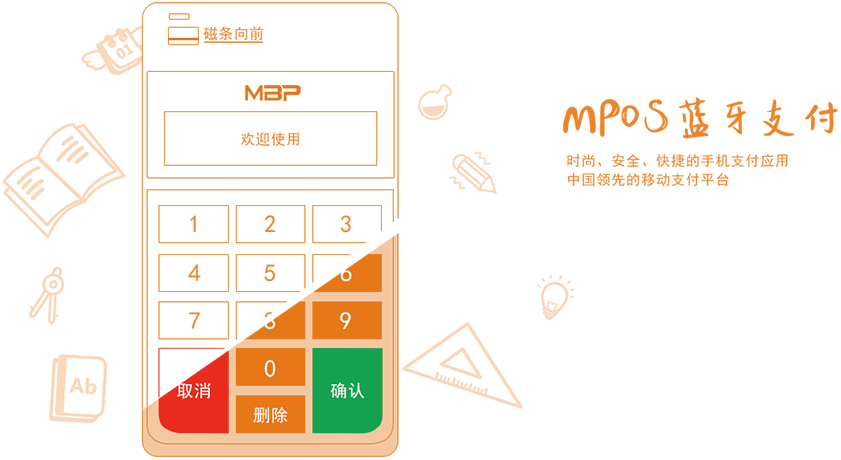 01
磁条向前
MBP
欢迎使用
1 2 3
4 5 6
7 8 9
取消 0 确认
删除
Ab
MPOS蓝牙支付
时尚、安全、快捷的手机支付应用
中国领先的移动支付平台